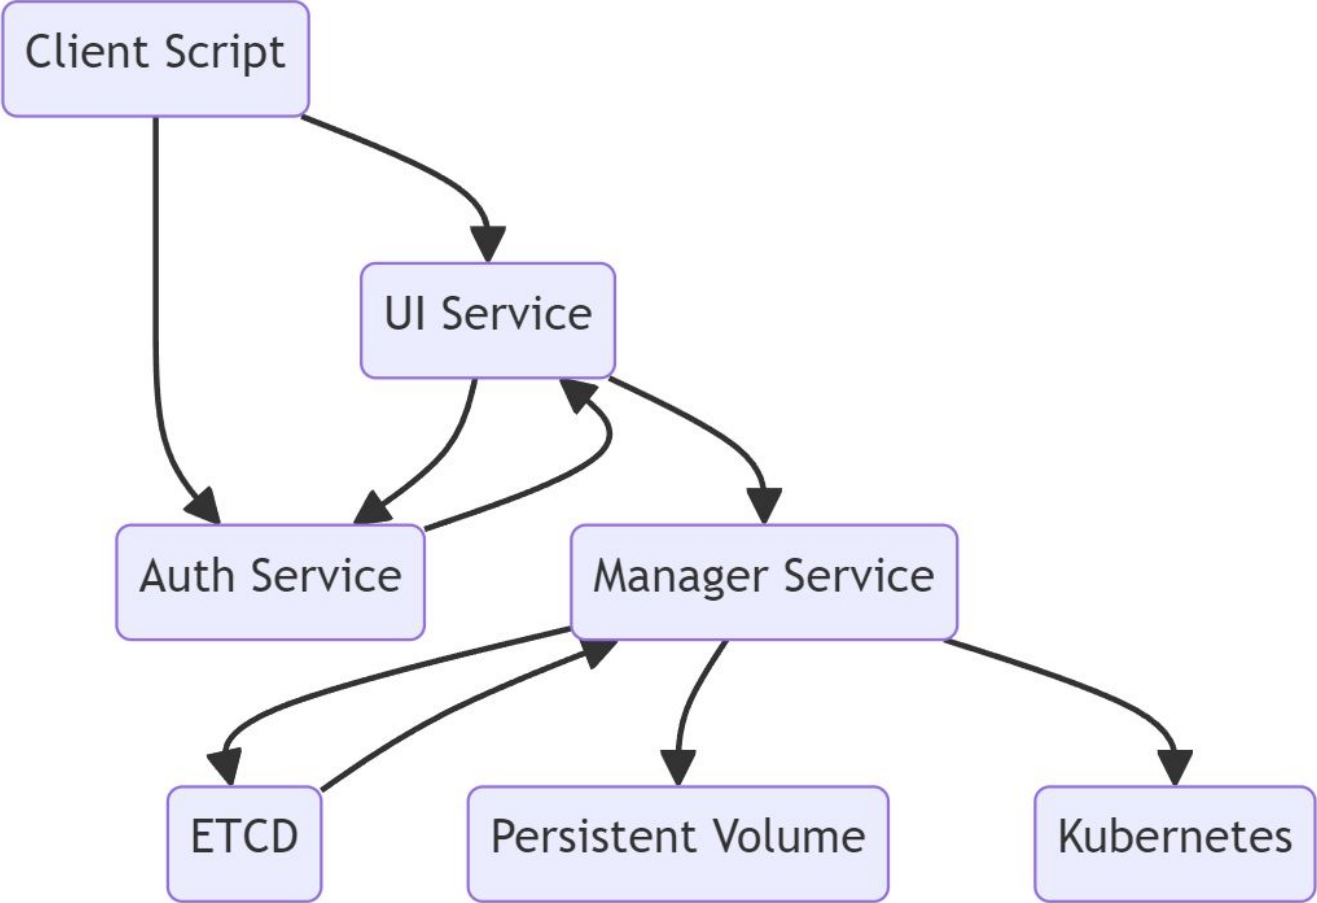 Client Script
UI Service
Auth Service
Manager Service
ETCD
Persistent Volume
Kubernetes